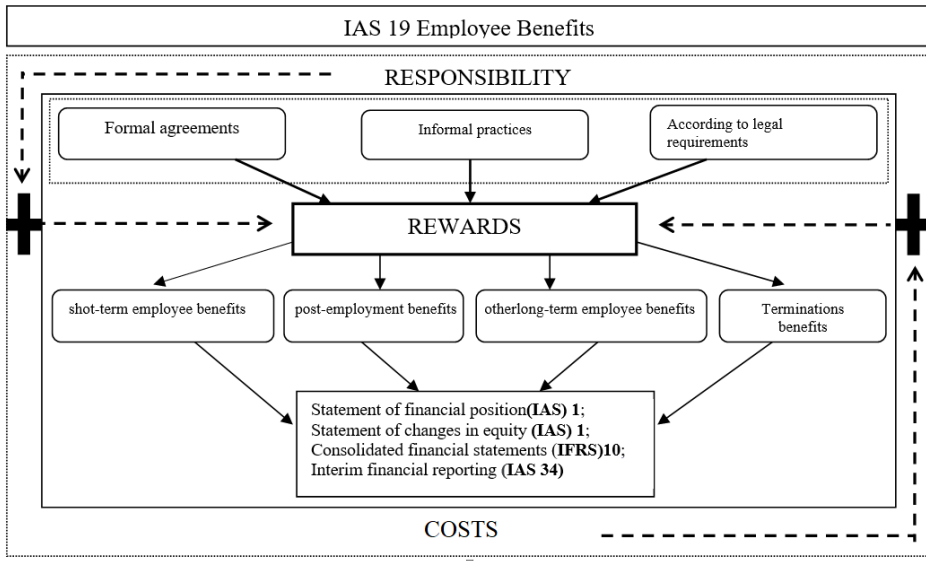 IAS 19 Employee Benefits
RESPONSIBILITY
Formal agreements
Informal practices
According to legal
requirements
REWARDS
shot-term employee benefits
post-employment benefits
otherlong-term employee benefits
Terminations
benefits
Statement of financial position(IAS) 1;
Statement of changes in equity (IAS) 1;
Consolidated financial statements (IFRS)10;
Interim financial reporting (IAS 34)
COSTS